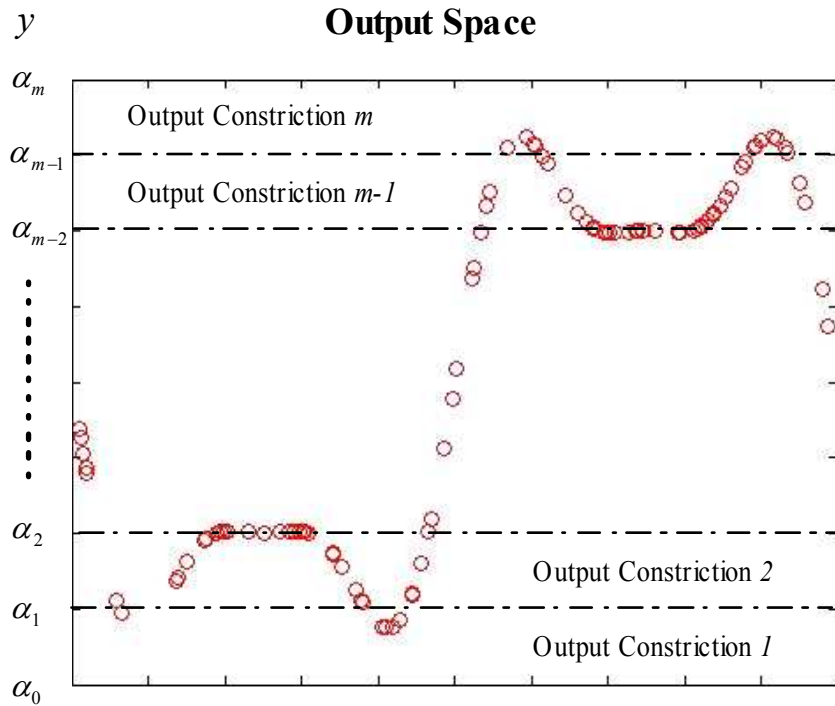 y
Output Space
αₘ
Output Constriction m
αₘ₋₁
Output Constriction m-1
αₘ₋₂
α₂
Output Constriction 2
α₁
Output Constriction 1
α₀